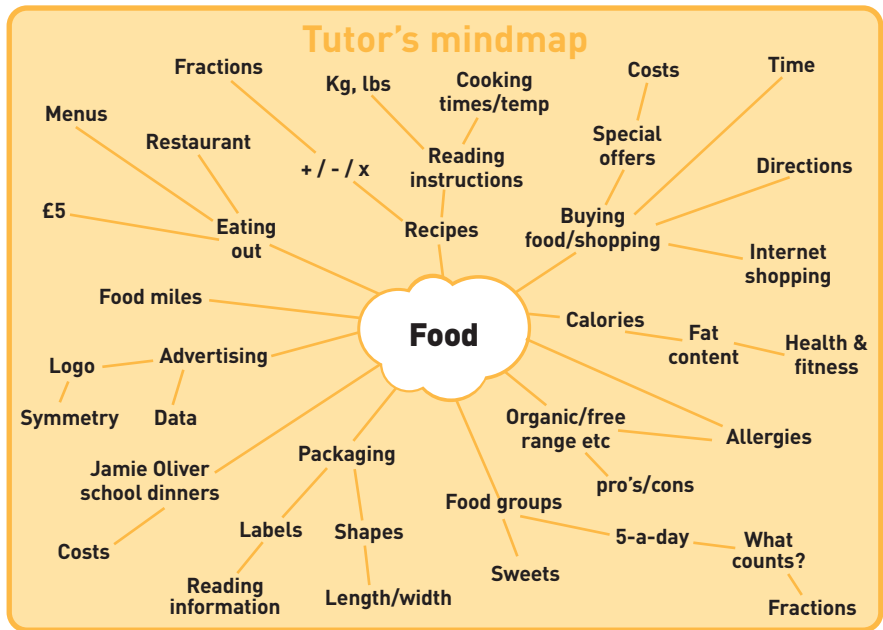 Tutor's mindmap
Fractions
Kg, lbs
Cooking
times/temp
Costs
Time
Menus
Restaurant
+ / - / x
Reading
instructions
Special
offers
Directions
£5
Eating
out
Recipes
Buying
food/shopping
Internet
shopping
Food miles
Food
Calories
Fat
content
Health &
fitness
Logo
Advertising
Symmetry
Data
Organic/free
range etc
Allergies
Jamie Oliver
school dinners
Packaging
pro's/cons
Food groups
Costs
Labels
Shapes
5-a-day
What
counts?
Sweets
Reading
information
Length/width
Fractions